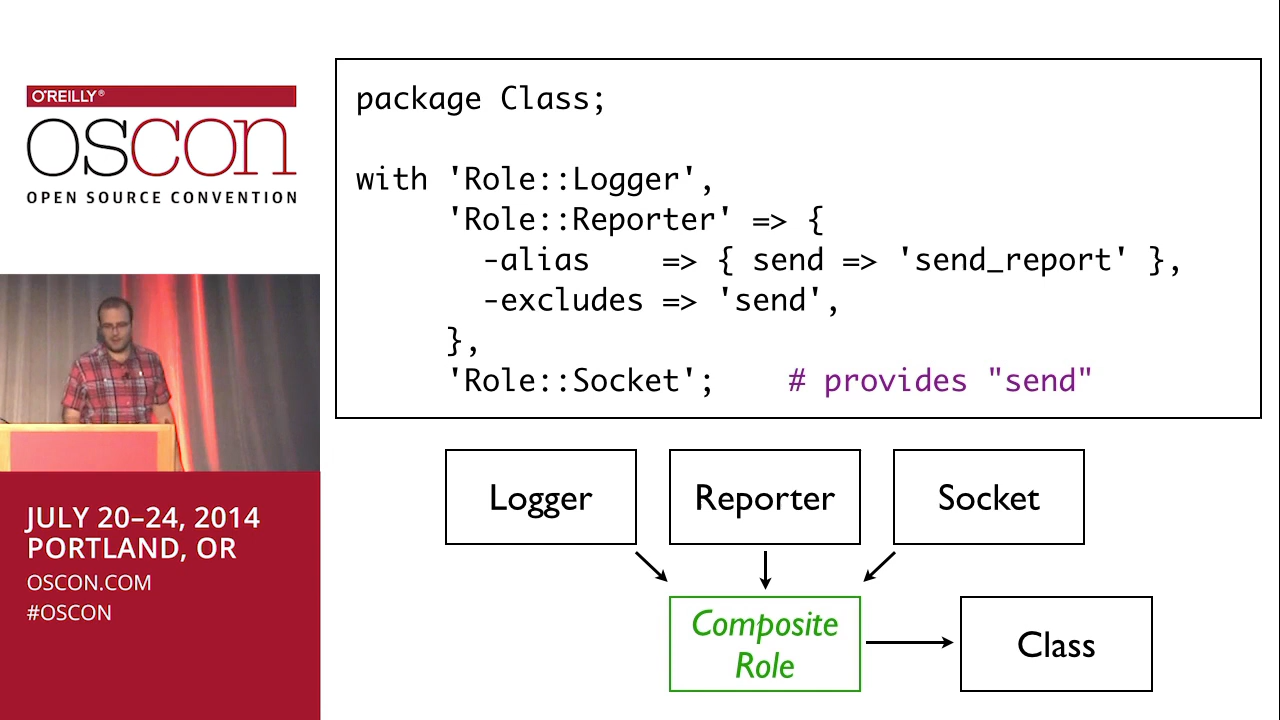 O'REILLY®
OSCON
OPEN SOURCE CONVENTION
JULY 20–24, 2014
PORTLAND, OR
OSCON.COM
#OSCON
package Class;
with 'Role::Logger',
     'Role::Reporter' => {
       -alias    => { send => 'send_report' },
       -excludes => 'send',
     },
     'Role::Socket';    # provides "send"
Logger
Reporter
Socket
Composite
Role
Class